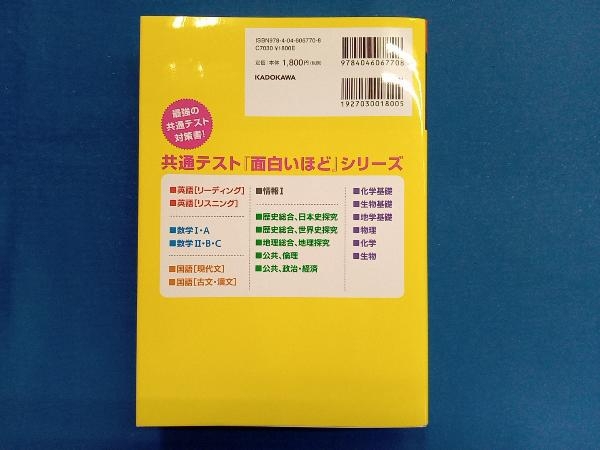 ISBN978-4-04-606770-8
C7030 ¥1800E
定価:本体1,800円(税別)
KADOKAWA
9784046067708
1927030018005
最強の
共通テスト
対策書!
共通テスト『面白いほど』シリーズ
■英語[リーディング]
■英語[リスニング]
■数学Ⅰ・A
■数学Ⅱ・B・C
■国語[現代文]
■国語[古文・漢文]
■情報Ⅰ
■歴史総合、日本史探究
■歴史総合、世界史探究
■地理総合、地理探究
■公共、倫理
■公共、政治・経済
■化学基礎
■生物基礎
■地学基礎
■物理
■化学
■生物